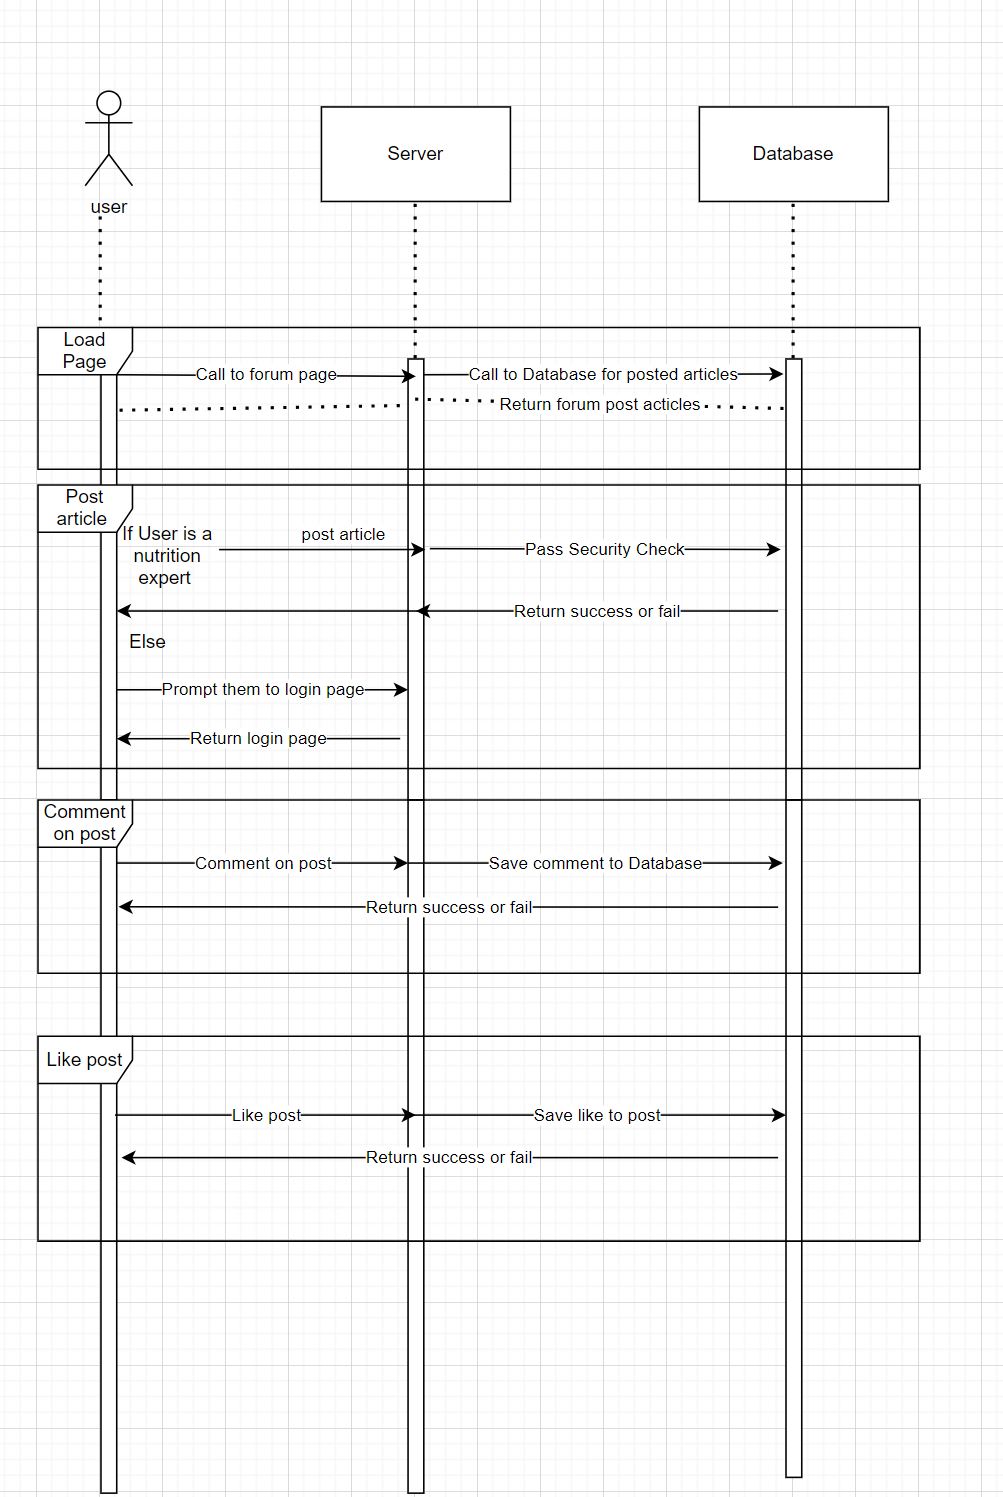 user
Server
Database
Load
Page
Call to forum page
Call to Database for posted articles
Return forum post acticles
Post
article
If User is a
nutrition
expert
post article
Pass Security Check
Return success or fail
Else
Prompt them to login page
Return login page
Comment
on post
Comment on post
Save comment to Database
Return success or fail
Like post
Like post
Save like to post
Return success or fail